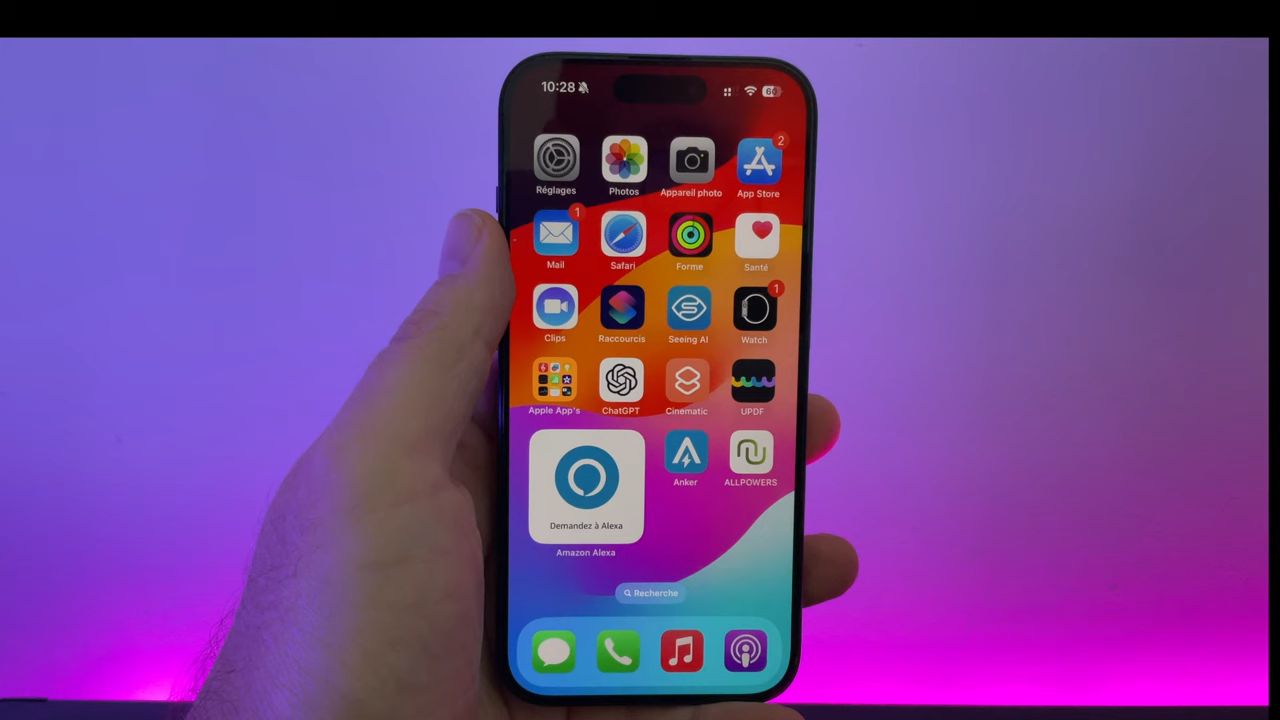 10:28
60
2
Réglages Photos Appareil photo App Store
1
Mail Safari Forme Santé
1
Clips Raccourcis Seeing AI Watch
Apple App's ChatGPT Cinematic UPDF
Demandez à Alexa
Amazon Alexa
Anker ALLPOWERS
Recherche